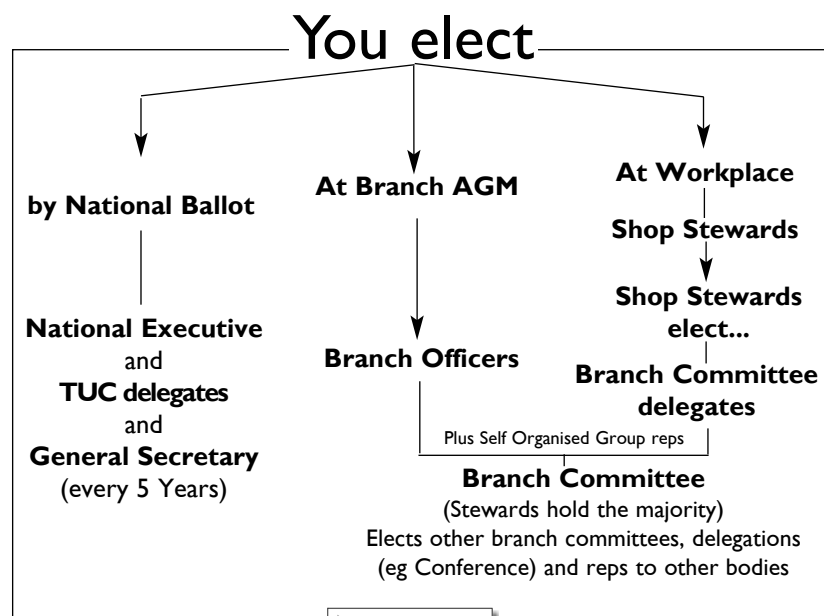 You elect
by National Ballot
National Executive
and
TUC delegates
and
General Secretary
(every 5 Years)
At Branch AGM
Branch Officers
At Workplace
Shop Stewards
Shop Stewards
elect...
Branch Committee
delegates
Plus Self Organised Group reps
Branch Committee
(Stewards hold the majority)
Elects other branch committees, delegations
(eg Conference) and reps to other bodies